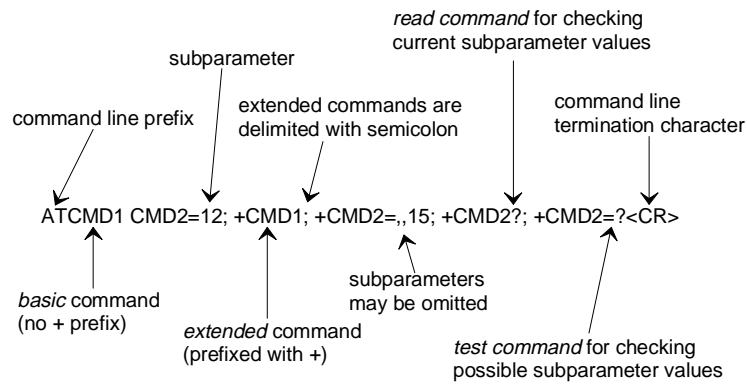 read command for checking
current subparameter values
subparameter
command line prefix
extended commands are
delimited with semicolon
command line
termination character
ATCMD1 CMD2=12; +CMD1; +CMD2=,,15; +CMD2?; +CMD2=?<CR>
basic command
(no + prefix)
extended command
(prefixed with +)
subparameters
may be omitted
test command for checking
possible subparameter values